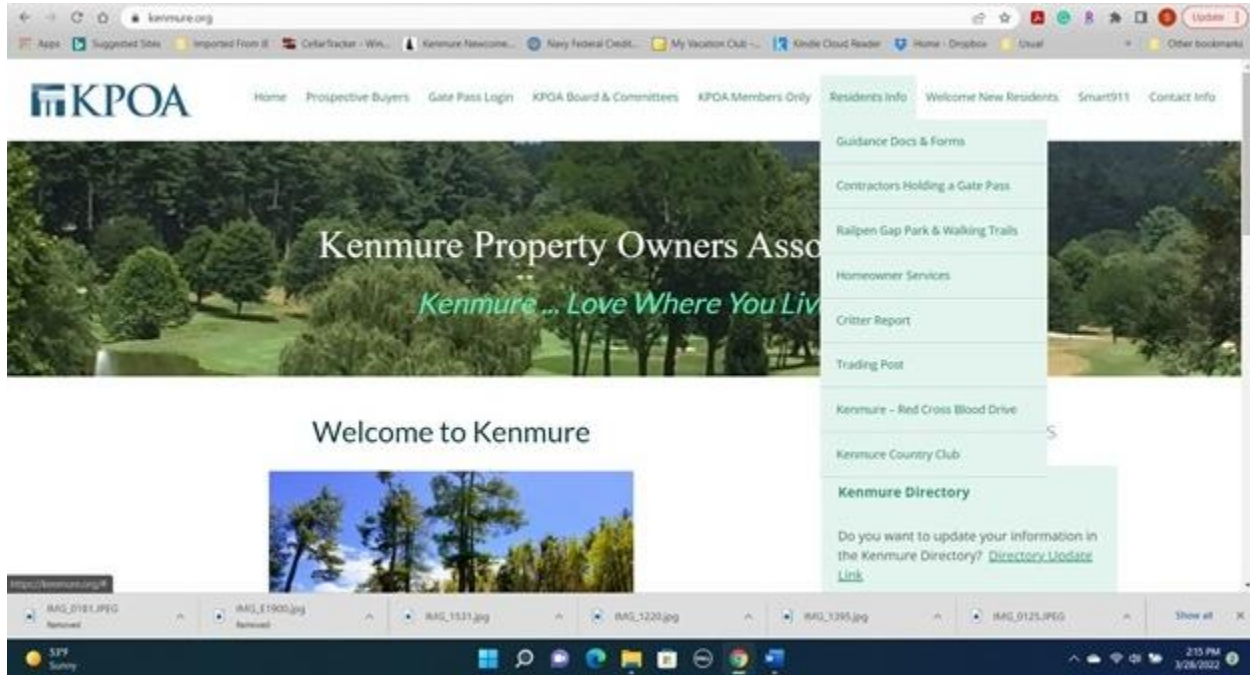 kenmure.org
Update
Apps Suggested Sites Imported From IE CellarTracker - Win... Kenmure Newcome... Navy Federal Credit... My Vacation Club -... Kindle Cloud Reader Home - Dropbox Usual » Other bookmarks
KPOA
Home Prospective Buyers Gate Pass Login KPOA Board & Committees KPOA Members Only Residents Info Welcome New Residents Smart911 Contact Info
Guidance Docs & Forms
Contractors Holding a Gate Pass
Railpen Gap Park & Walking Trails
Homeowner Services
Critter Report
Trading Post
Kenmure – Red Cross Blood Drive
Kenmure Country Club
Kenmure Property Owners Asso
Kenmure ... Love Where You Liv
Welcome to Kenmure
S
Kenmure Directory
Do you want to update your information in
the Kenmure Directory? Directory Update
Link
https://kenmure.org/#
IMG_0181.JPEG IMG_E1900.jpg IMG_1531.jpg IMG_1220.jpg IMG_1395.jpg IMG_0125.JPEG Show all
Removed Removed
53°F
Sunny
2:15 PM
3/28/2022